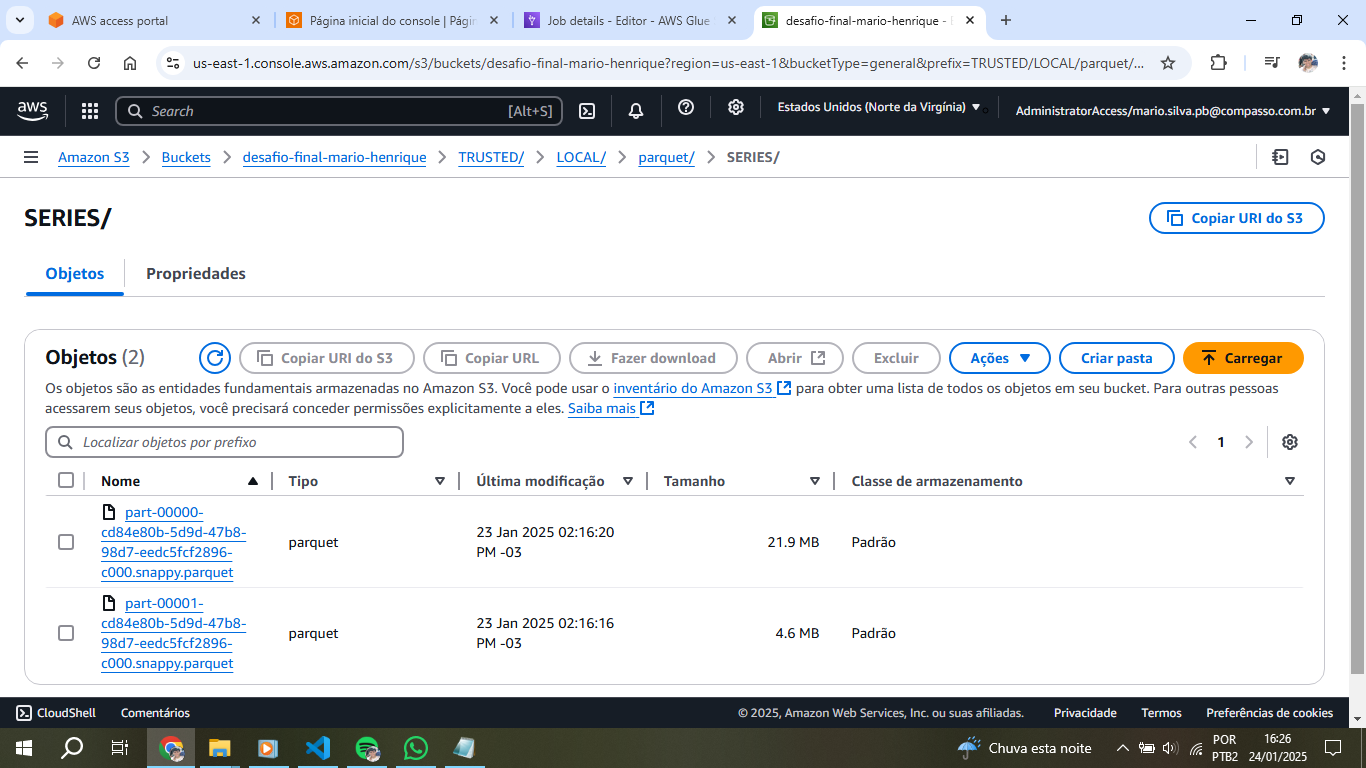 AWS access portal
Página inicial do console | Págin
Job details - Editor - AWS Glue
desafio-final-mario-henrique -
us-east-1.console.aws.amazon.com/s3/buckets/desafio-final-mario-henrique?region=us-east-1&bucketType=general&prefix=TRUSTED/LOCAL/parquet/...
aws
Search
[Alt+S]
Estados Unidos (Norte da Virgínia)
AdministratorAccess/mario.silva.pb@compasso.com.br
Amazon S3
Buckets
desafio-final-mario-henrique
TRUSTED/
LOCAL/
parquet/
SERIES/
SERIES/
Copiar URI do S3
Objetos
Propriedades
Objetos (2)
Copiar URI do S3
Copiar URL
Fazer download
Abrir
Excluir
Ações
Criar pasta
Carregar
Os objetos são as entidades fundamentais armazenadas no Amazon S3. Você pode usar o inventário do Amazon S3 para obter uma lista de todos os objetos em seu bucket. Para outras pessoas
acessarem seus objetos, você precisará conceder permissões explicitamente a eles. Saiba mais
Localizar objetos por prefixo
1
Nome
Tipo
Última modificação
Tamanho
Classe de armazenamento
part-00000-
cd84e80b-5d9d-47b8-
98d7-eedc5fcf2896-
c000.snappy.parquet
parquet
23 Jan 2025 02:16:20
PM -03
21.9 MB
Padrão
part-00001-
cd84e80b-5d9d-47b8-
98d7-eedc5fcf2896-
c000.snappy.parquet
parquet
23 Jan 2025 02:16:16
PM -03
4.6 MB
Padrão
CloudShell
Comentários
© 2025, Amazon Web Services, Inc. ou suas afiliadas.
Privacidade
Termos
Preferências de cookies
Chuva esta noite
POR
PTB2
16:26
24/01/2025